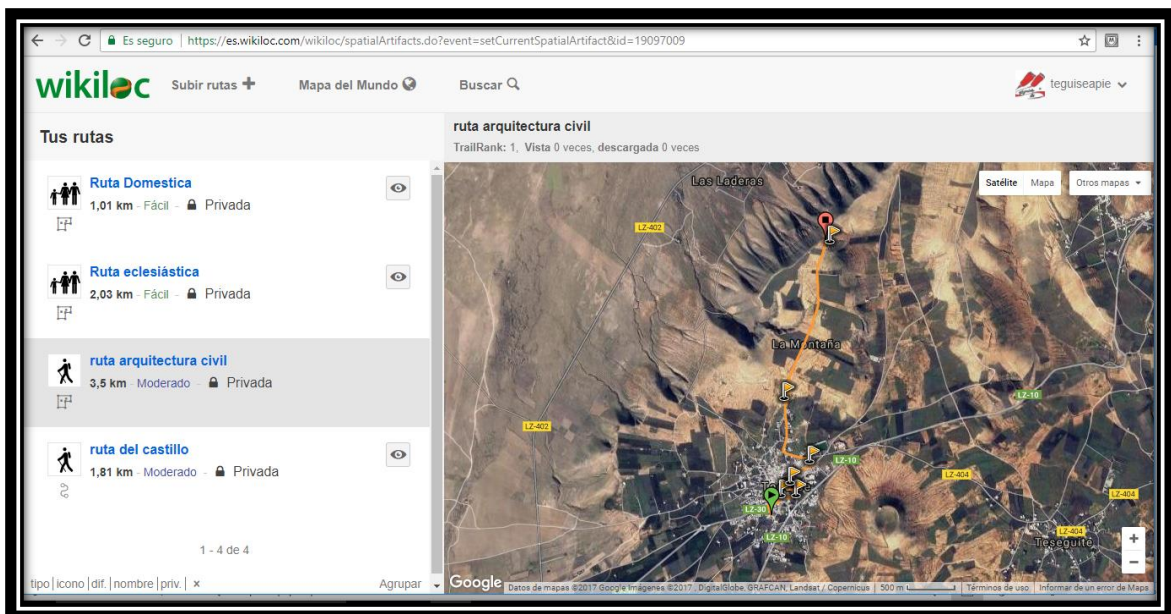 Es seguro | https://es.wikiloc.com/wikiloc/spatialArtifacts.do?event=setCurrentSpatialArtifact&id=19097009
wikiloc Subir rutas Mapa del Mundo Buscar teguiseapie
Tus rutas
Ruta Domestica
1,01 km - Fácil - Privada
Ruta eclesiástica
2,03 km - Fácil - Privada
ruta arquitectura civil
3,5 km - Moderado - Privada
ruta del castillo
1,81 km - Moderado - Privada
1 - 4 de 4
tipo | icono | dif. | nombre | priv. | × Agrupar
ruta arquitectura civil
TrailRank: 1, Vista 0 veces, descargada 0 veces
Las Laderas
Satélite Mapa Otros mapas
LZ-402
La Montaña
LZ-10
LZ-402
LZ-10
LZ-404
LZ-404
LZ-30
LZ-10
LZ-404
Teseguite
+
−
Google Datos de mapas ©2017 Google Imágenes ©2017 , DigitalGlobe, GRAFCAN, Landsat / Copernicus 500 m Términos de uso Informar de un error de Maps